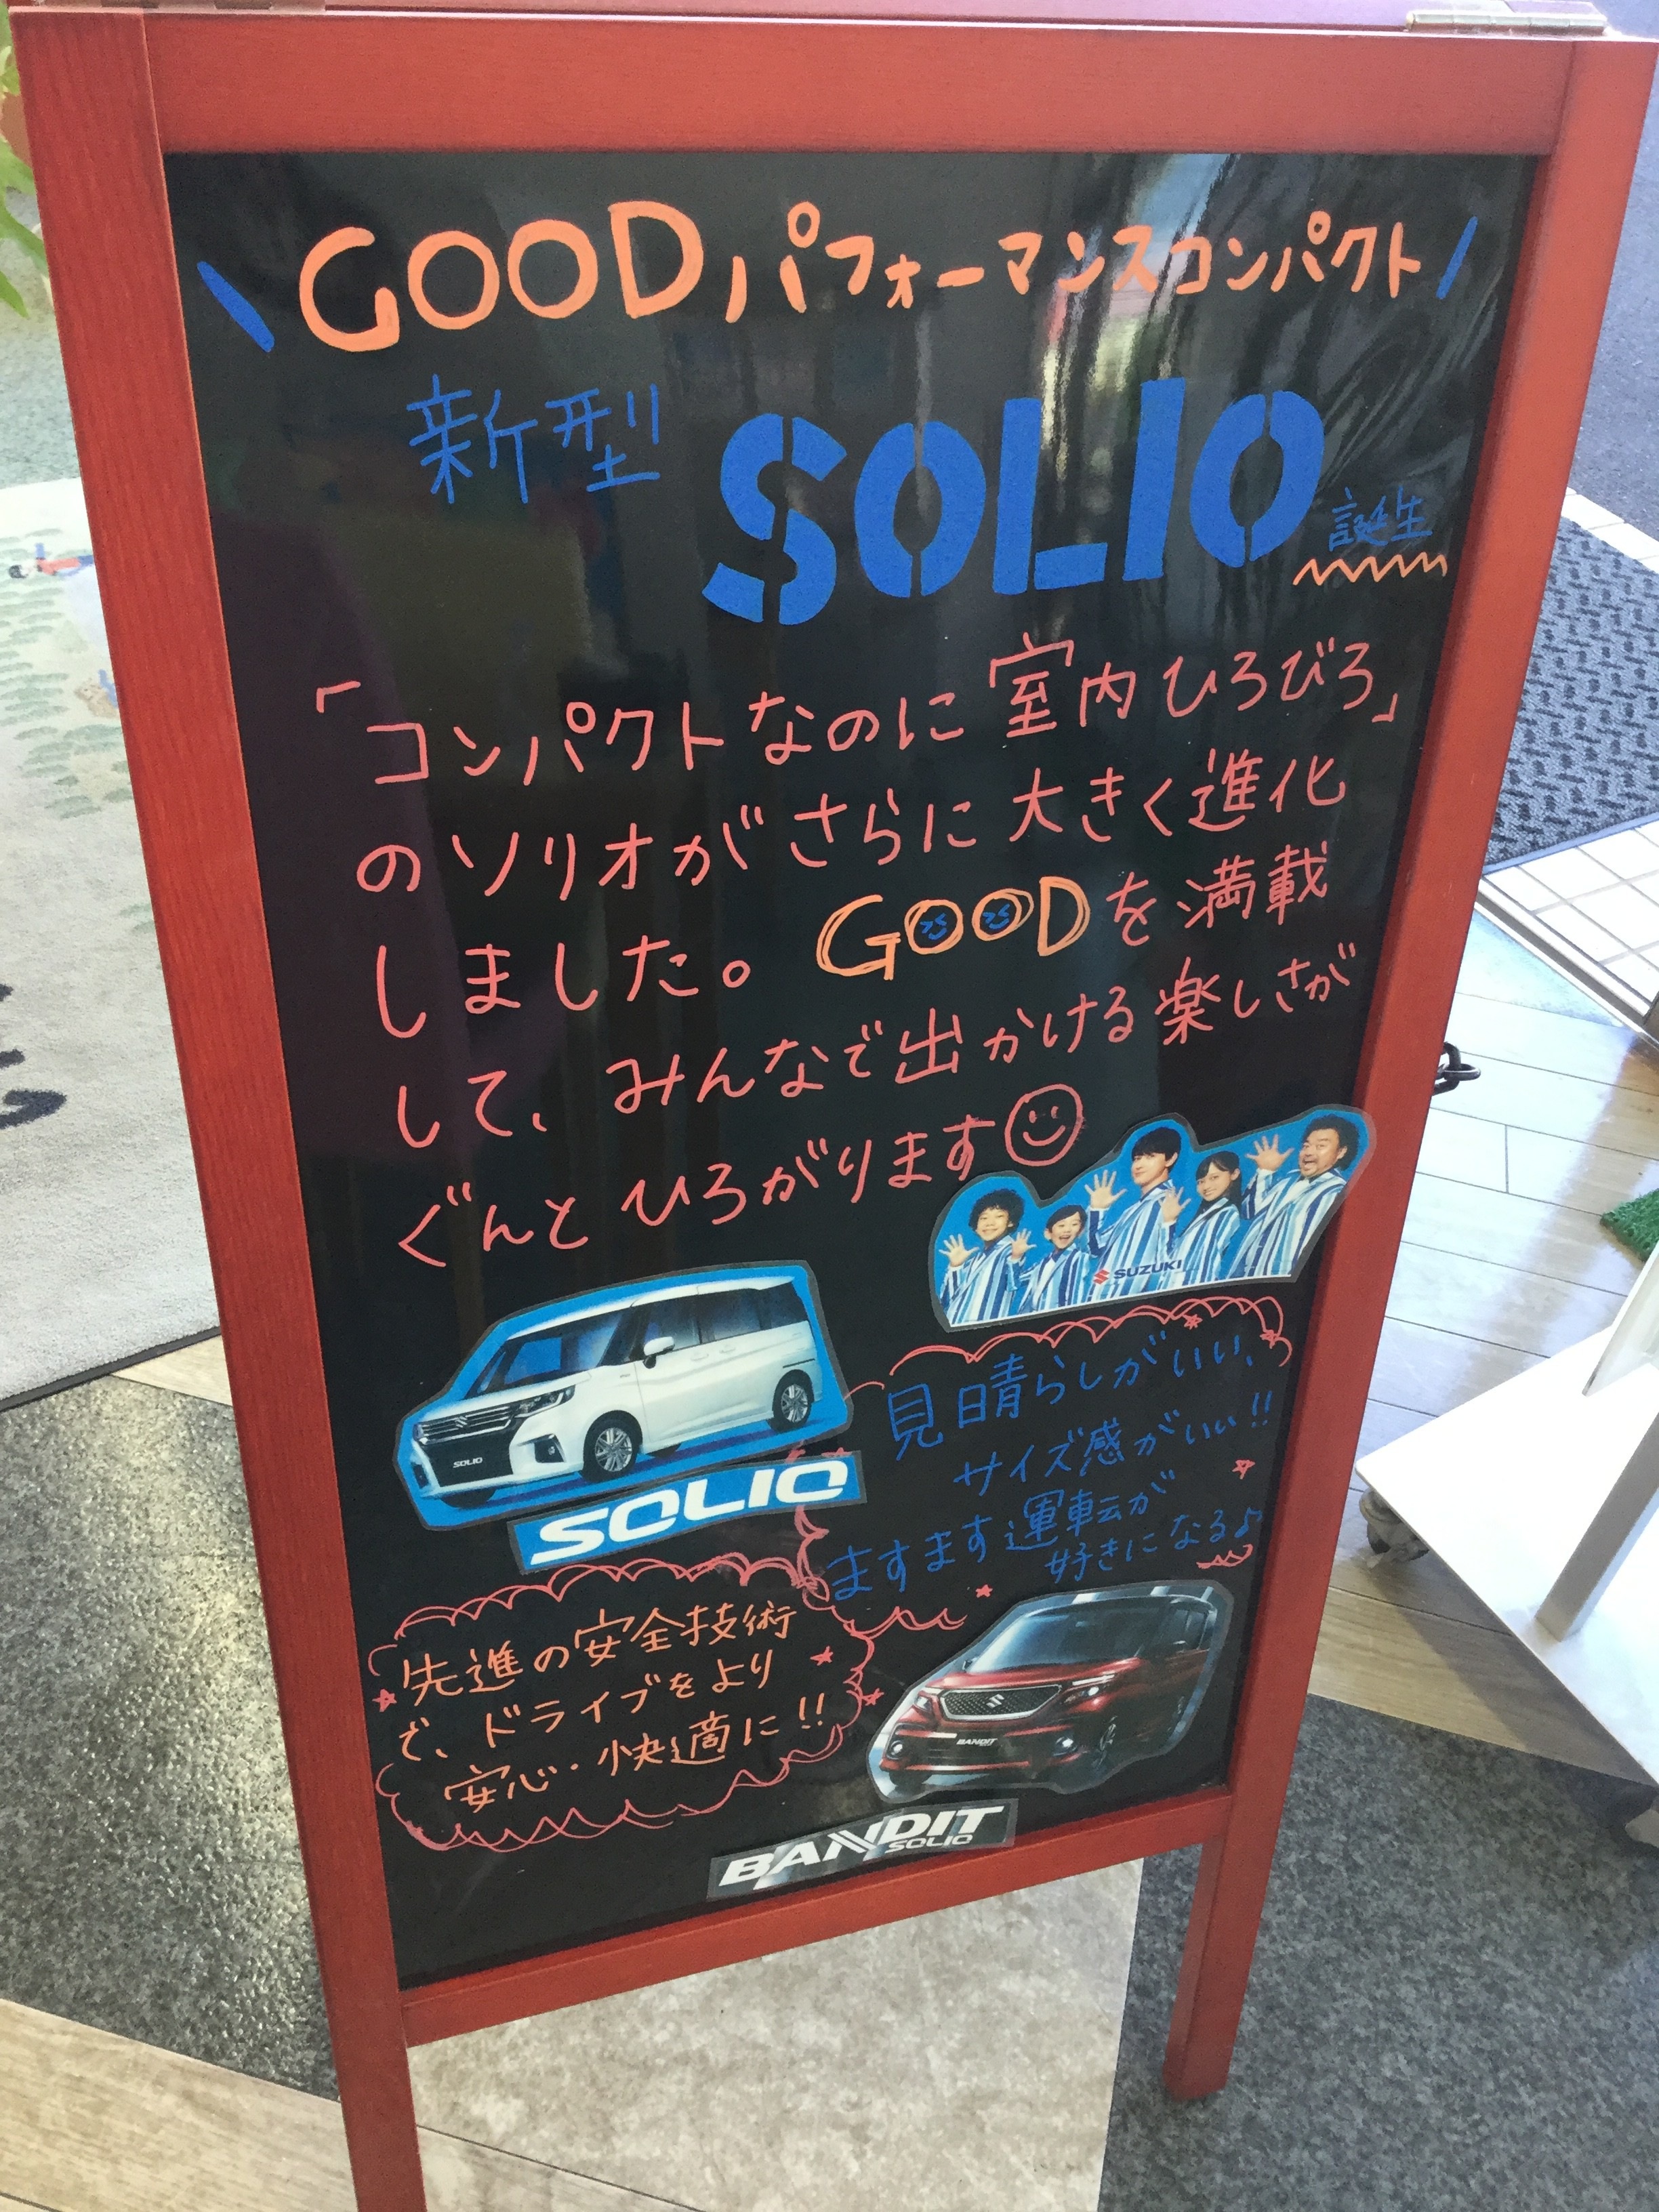 GOODパフォーマンスコンパクト
新型 SOLIO 誕生
「コンパクトなのに室内ひろびろ」
のソリオがさらに大きく進化
しました。GOODを満載
して、みんなで出かける楽しさが
ぐんとひろがります
SUZUKI
SOLIO
SOLIO
見晴らしがいい、
サイズ感がいい!!
ますます運転が
好きになる♪
先進の安全技術
で、ドライブをより
安心・快適に!!
BANDIT
BANDIT
SOLIO